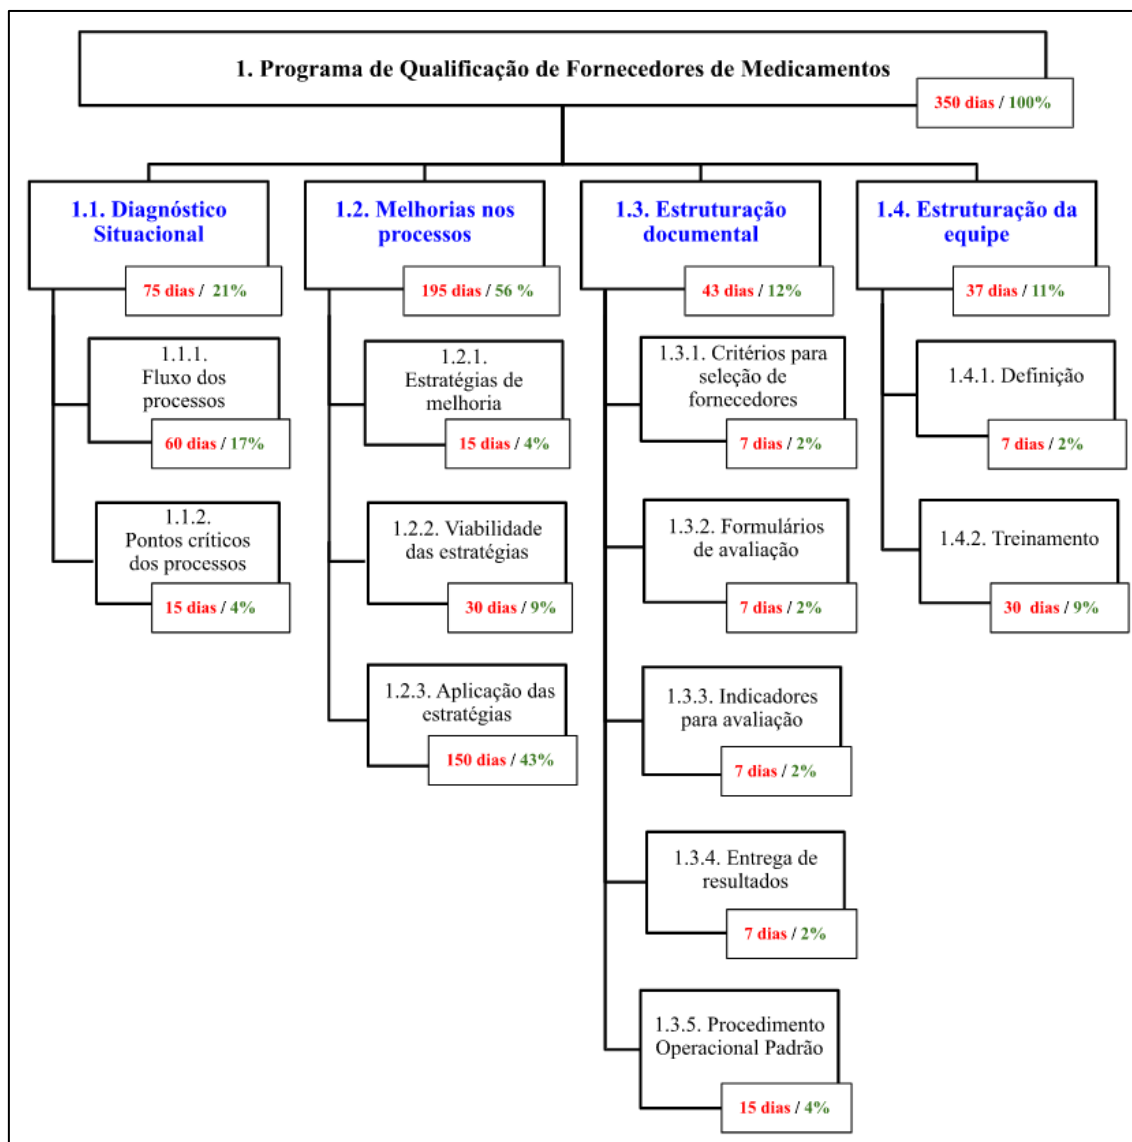 1. Programa de Qualificação de Fornecedores de Medicamentos
350 dias / 100%
1.1. Diagnóstico
Situacional
75 dias / 21%
1.1.1.
Fluxo dos
processos
60 dias / 17%
1.1.2.
Pontos críticos
dos processos
15 dias / 4%
1.2. Melhorias nos
processos
195 dias / 56 %
1.2.1.
Estratégias de
melhoria
15 dias / 4%
1.2.2. Viabilidade
das estratégias
30 dias / 9%
1.2.3. Aplicação das
estratégias
150 dias / 43%
1.3. Estruturação
documental
43 dias / 12%
1.3.1. Critérios para
seleção de
fornecedores
7 dias / 2%
1.3.2. Formulários
de avaliação
7 dias / 2%
1.3.3. Indicadores
para avaliação
7 dias / 2%
1.3.4. Entrega de
resultados
7 dias / 2%
1.3.5. Procedimento
Operacional Padrão
15 dias / 4%
1.4. Estruturação da
equipe
37 dias / 11%
1.4.1. Definição
7 dias / 2%
1.4.2. Treinamento
30 dias / 9%